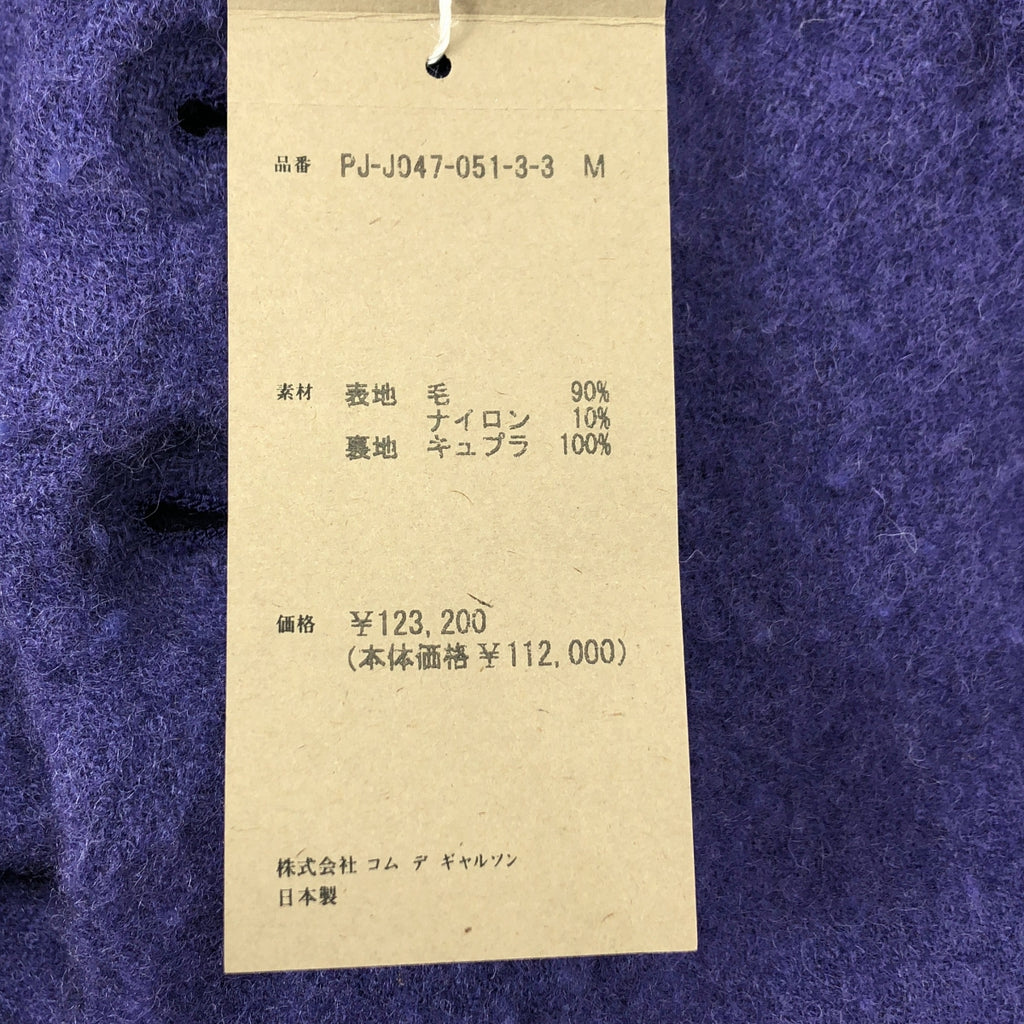 品番 PJ-J047-051-3-3 M
素材 表地 毛 90%
ナイロン 10%
裏地 キュプラ 100%
価格 ¥123,200
(本体価格 ¥112,000)
株式会社 コム デ ギャルソン
日本製